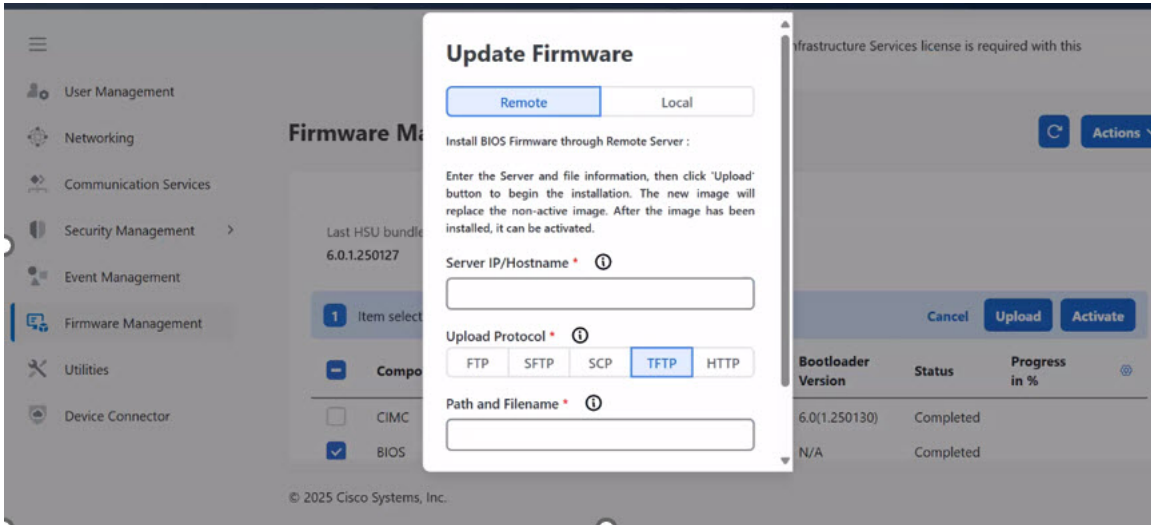 nfrastructure Services license is required with this
User Management
Networking
Communication Services
Security Management
Event Management
Firmware Management
Utilities
Device Connector
Firmware Ma
Actions
Last HSU bundle
6.0.1.250127
1 Item select
Cancel Upload Activate
Compo
Bootloader
Version
Status
Progress
in %
CIMC 6.0(1.250130) Completed
BIOS N/A Completed
© 2025 Cisco Systems, Inc.
Update Firmware
Remote Local
Install BIOS Firmware through Remote Server :
Enter the Server and file information, then click 'Upload'
button to begin the installation. The new image will
replace the non-active image. After the image has been
installed, it can be activated.
Server IP/Hostname *
Upload Protocol *
FTP SFTP SCP TFTP HTTP
Path and Filename *